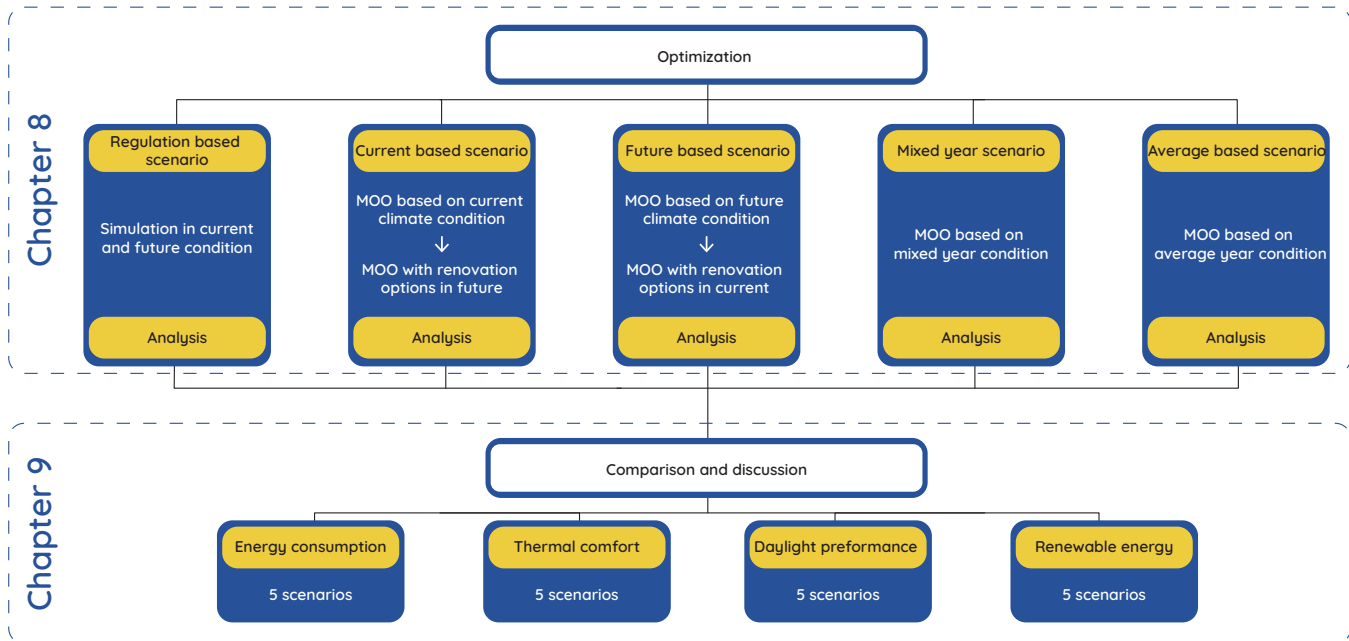 Chapter 8
Optimization
Regulation based
scenario
Simulation in current
and future condition
Analysis
Current based scenario
MOO based on current
climate condition
↓
MOO with renovation
options in future
Analysis
Future based scenario
MOO based on future
climate condition
↓
MOO with renovation
options in current
Analysis
Mixed year scenario
MOO based on
mixed year condition
Analysis
Average based scenario
MOO based on
average year condition
Analysis
Chapter 9
Comparison and discussion
Energy consumption
5 scenarios
Thermal comfort
5 scenarios
Daylight preformance
5 scenarios
Renewable energy
5 scenarios